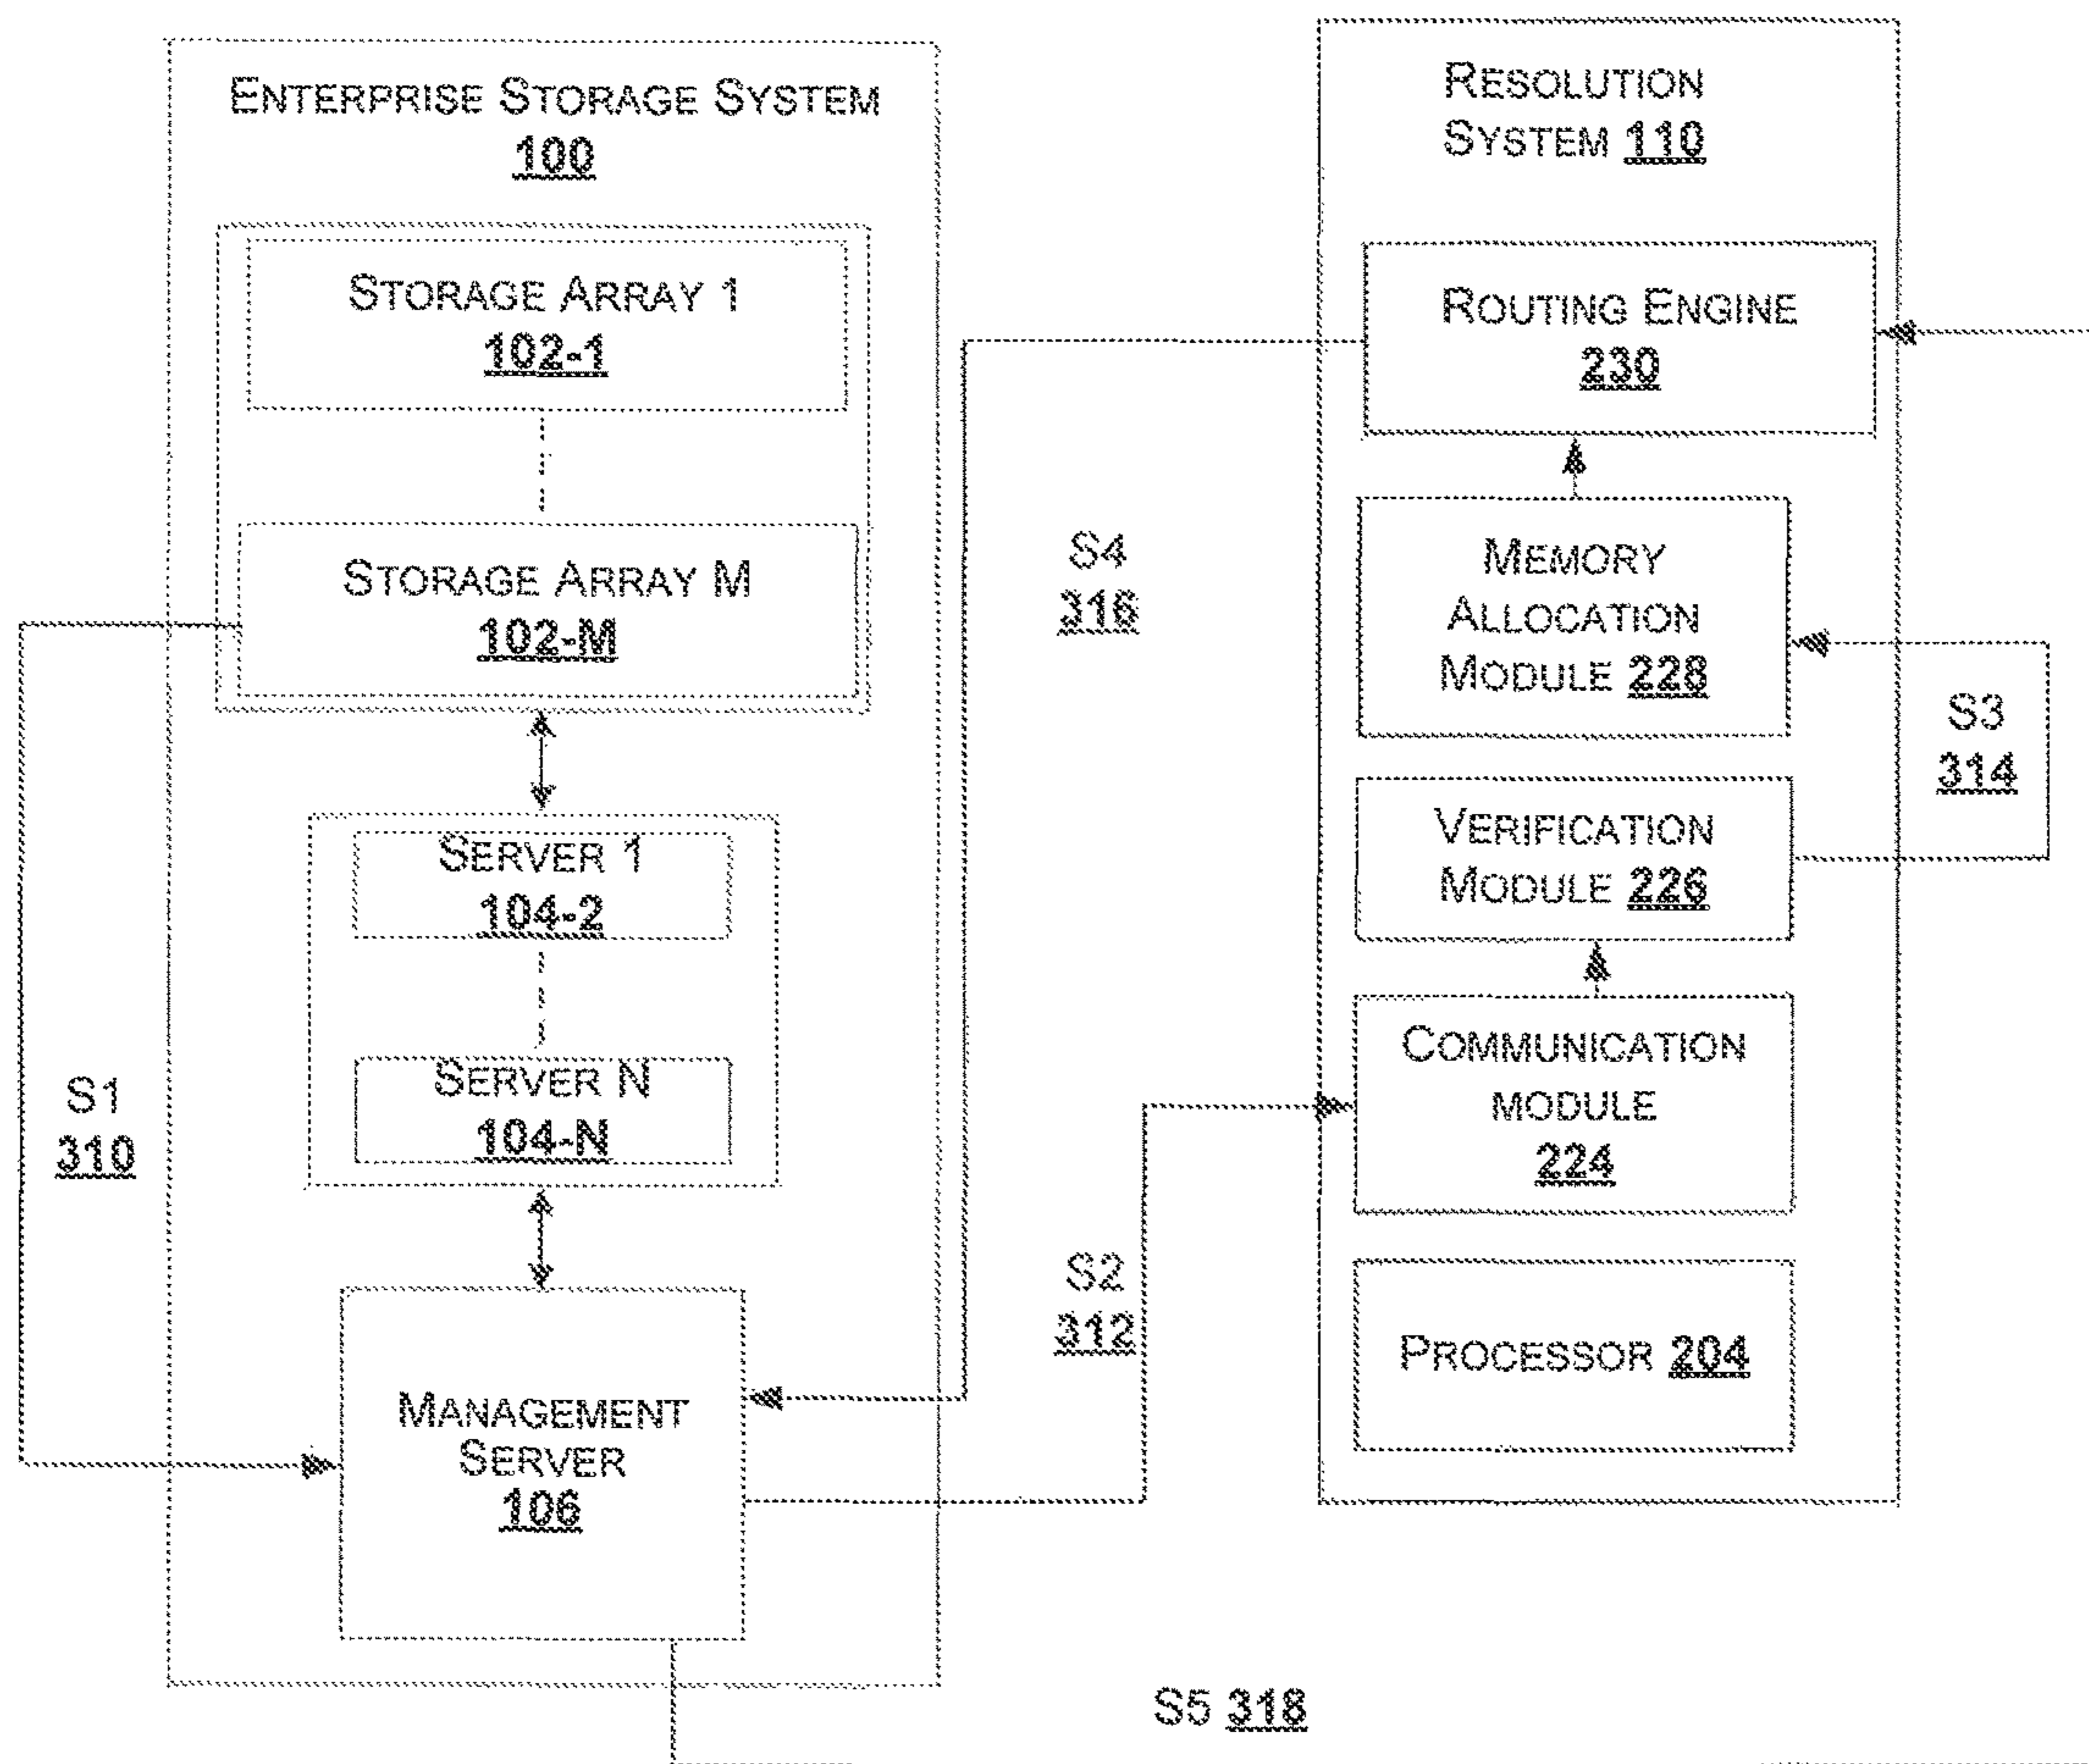 ENTERPRISE STORAGE SYSTEM
100
STORAGE ARRAY 1
102-1
STORAGE ARRAY M
102-M
SERVER 1
104-2
SERVER N
104-N
MANAGEMENT
SERVER
106
S1
310
S4
316
S2
312
S5 318
RESOLUTION
SYSTEM 110
ROUTING ENGINE
230
MEMORY
ALLOCATION
MODULE 228
S3
314
VERIFICATION
MODULE 226
COMMUNICATION
MODULE
224
PROCESSOR 204